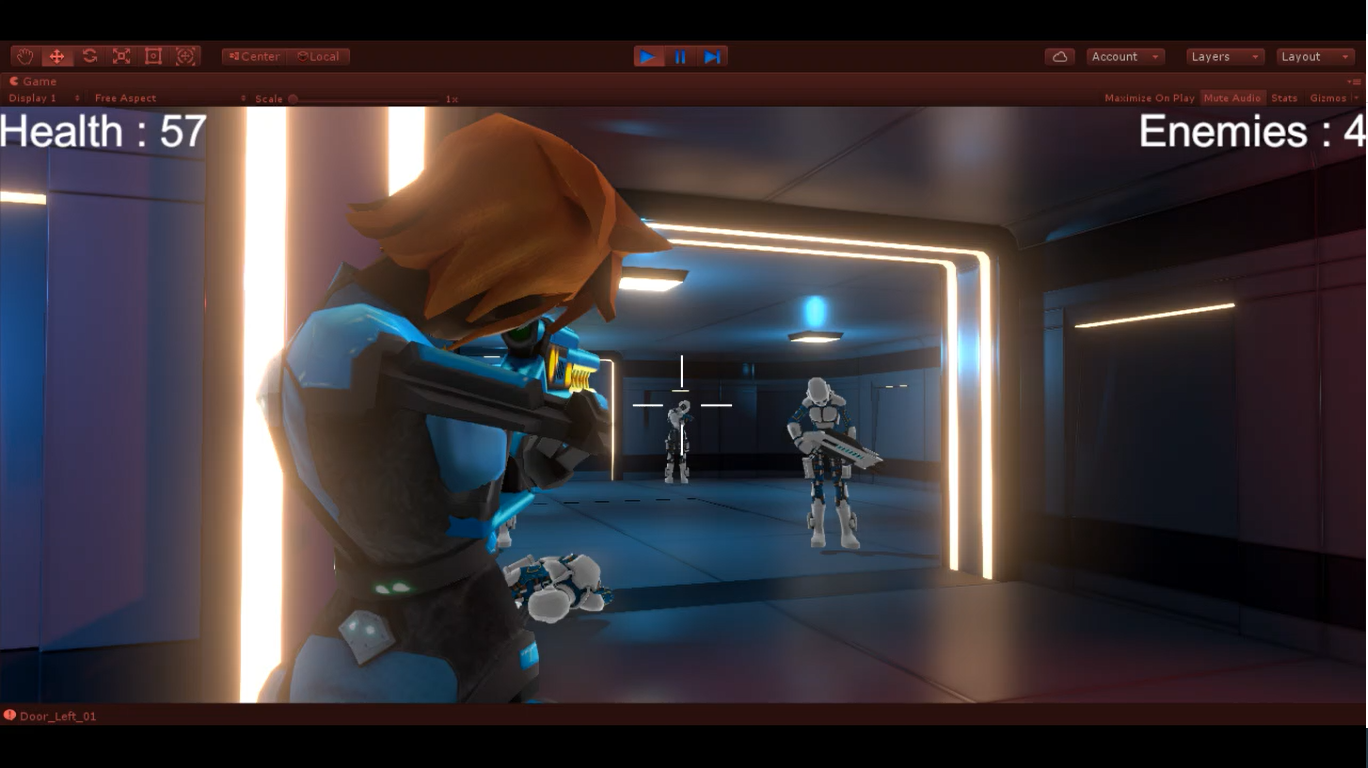 Center Local Account Layers Layout
Game
Display 1 Free Aspect Scale 1x Maximize On Play Mute Audio Stats Gizmos
Health : 57 Enemies : 4
Door_Left_01